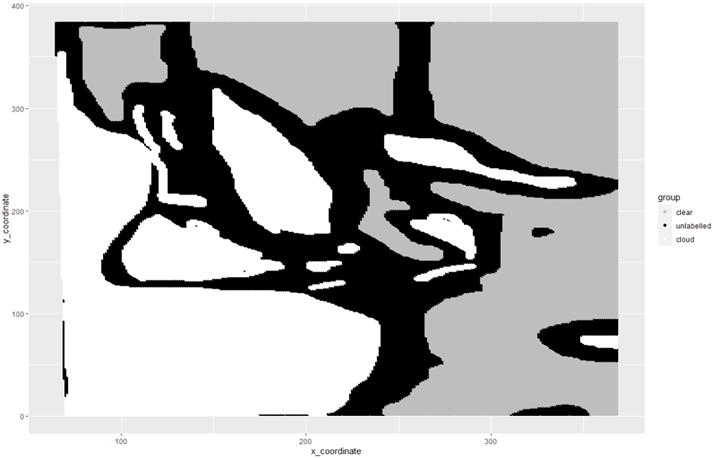 400
300
200
100
0
y_coordinate
100
200
300
x_coordinate
group
clear
unlabelled
cloud